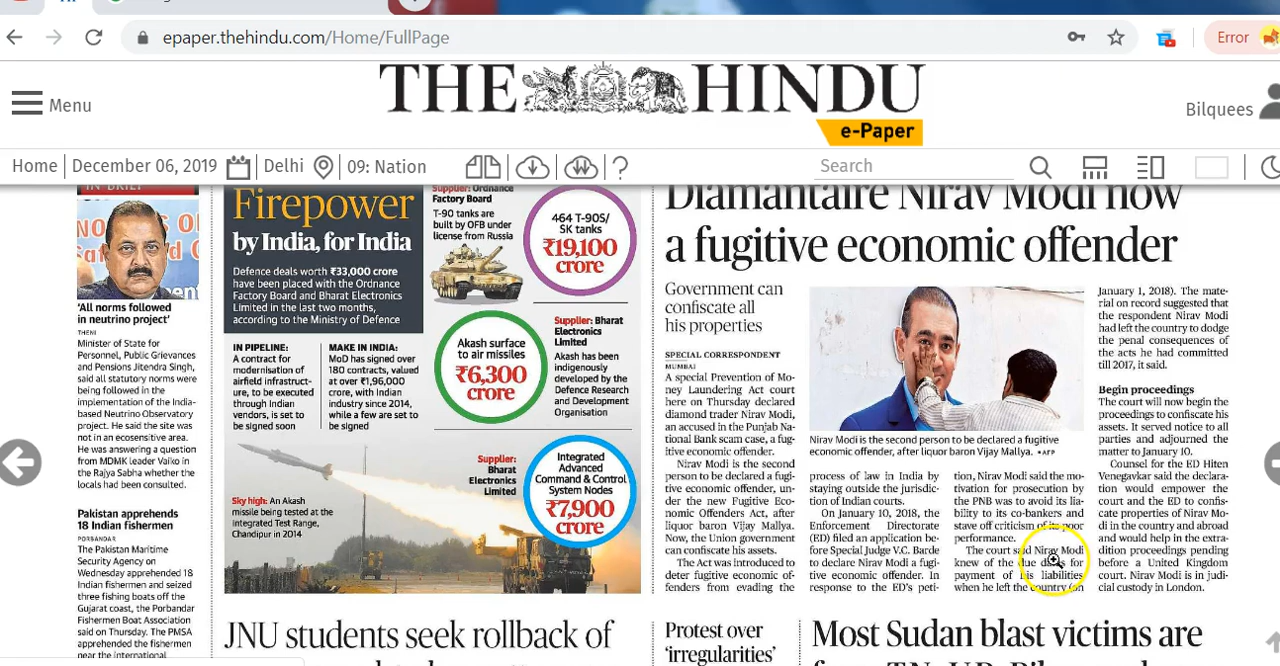 epaper.thehindu.com/Home/FullPage
Error
Menu
THE HINDU
e-Paper
Bilquees
Home | December 06, 2019
Delhi
09: Nation
?
Search
IN BRIEF
'All norms followed
in neutrino project'
THENI
Minister of State for
Personnel, Public Grievances
and Pensions Jitendra Singh,
said all statutory norms were
being followed in the
implementation of the India-
based Neutrino Observatory
project. He said the site was
not in an ecosensitive area.
He was answering a
question from MDMK leader Vaiko in
the Rajya Sabha whether the
locals had been consulted.
Pakistan apprehends
18 Indian fishermen
PORBANDAR
The Pakistan Maritime
Security Agency on
Wednesday apprehended 18
Indian fishermen and seized
three fishing boats off the
Gujarat coast, the Porbandar
Fishermen Boat Association
said on Thursday. The PMSA
apprehended the fishermen
near the international
Firepower
by India, for India
Defence deals worth ₹33,000 crore
have been placed with the Ordnance
Factory Board and Bharat Electronics
Limited in the last two months,
according to the Ministry of Defence
IN PIPELINE:
A contract for
modernisation of
airfield infrastruct-
ure, to be executed
through Indian
vendors, is set to
be signed soon
MAKE IN INDIA:
MoD has signed over
180 contracts, valued
at over ₹1,96,000
crore, with Indian
industry since 2014,
while a few are set to
be signed
Supplier: Ordnance
Factory Board
T-90 tanks are
built by OFB under
license from Russia
464 T-90S/
SK tanks
₹19,100
crore
Akash surface
to air missiles
₹6,300
crore
Supplier: Bharat
Electronics
Limited
Akash has been
indigenously
developed by the
Defence Research
and Development
Organisation
Supplier:
Bharat
Electronics
Limited
Integrated
Advanced
Command & Control
System Nodes
₹7,900
crore
Sky high: An Akash
missile being tested at the
Integrated Test Range,
Chandipur in 2014
Diamantaire Nirav Modi now
a fugitive economic offender
Government can
confiscate all
his properties
SPECIAL CORRESPONDENT
MUMBAI
A special Prevention of Mo-
ney Laundering Act court
here on Thursday declared
diamond trader Nirav Modi,
an accused in the Punjab Na-
tional Bank scam case, a fug-
itive economic offender.
Nirav Modi is the second
person to be declared a fugi-
tive economic offender, un-
der the new Fugitive Eco-
nomic Offenders Act, after
liquor baron Vijay Mallya.
Now, the Union government
can confiscate his assets.
The Act was introduced to
deter fugitive economic of-
fenders from evading the
Nirav Modi is the second person to be declared a fugitive
economic offender, after liquor baron Vijay Mallya. •AFP
process of law in India by
staying outside the jurisdic-
tion of Indian courts.
On January 10, 2018, the
Enforcement Directorate
(ED) filed an application be-
fore Special Judge V.C. Barde
to declare Nirav Modi a fugi-
tive economic offender. In
response to the ED's peti-
tion, Nirav Modi said the mo-
tivation for prosecution by
the PNB was to avoid its lia-
bility to its co-bankers and
stave off criticism of its poor
performance.
The court said Nirav Modi
knew of the due dates for
payment of his liabilities
when he left the country (on
January 1, 2018). The mate-
rial on record suggested that
the respondent Nirav Modi
had left the country to dodge
the penal consequences of
the acts he had committed
till 2017, it said.
Begin proceedings
The court will now begin the
proceedings to confiscate his
assets. It served notice to all
parties and adjourned the
matter to January 10.
Counsel for the ED Hiten
Venegavkar said the declara-
tion would empower the
court and the ED to confis-
cate properties of Nirav Mo-
di in the country and abroad
and would help in the extra-
dition proceedings pending
before a United Kingdom
court. Nirav Modi is in judi-
cial custody in London.
JNU students seek rollback of
Protest over
'irregularities'
Most Sudan blast victims are